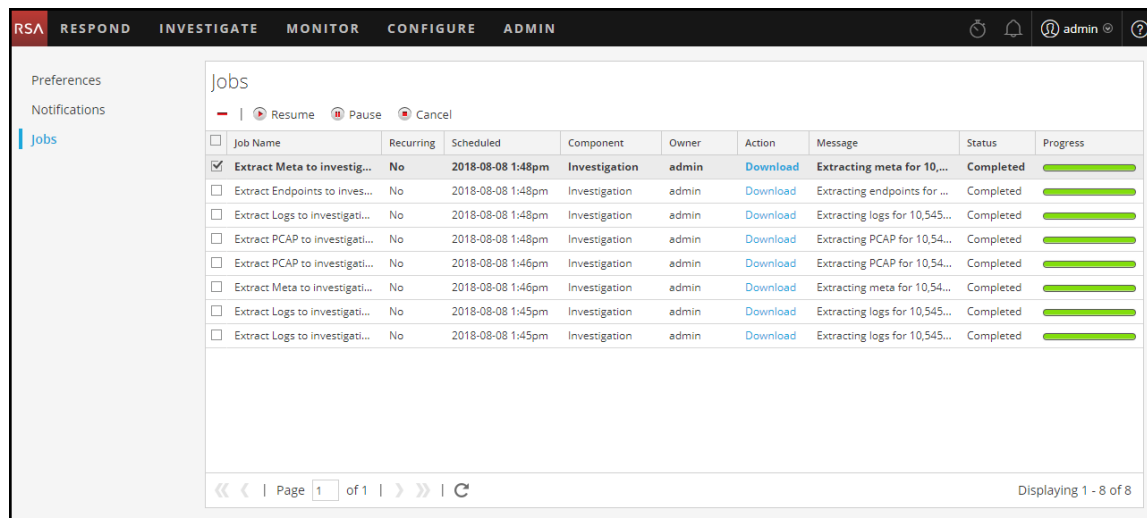 RSA RESPOND INVESTIGATE MONITOR CONFIGURE ADMIN admin ?
Preferences
Notifications
Jobs
Jobs
Resume Pause Cancel
Job Name Recurring Scheduled Component Owner Action Message Status Progress
Extract Meta to investig... No 2018-08-08 1:48pm Investigation admin Download Extracting meta for 10,... Completed
Extract Endpoints to inves... No 2018-08-08 1:48pm Investigation admin Download Extracting endpoints for ... Completed
Extract Logs to investigati... No 2018-08-08 1:48pm Investigation admin Download Extracting logs for 10,545... Completed
Extract PCAP to investigati... No 2018-08-08 1:48pm Investigation admin Download Extracting PCAP for 10,54... Completed
Extract PCAP to investigati... No 2018-08-08 1:46pm Investigation admin Download Extracting PCAP for 10,54... Completed
Extract Meta to investigati... No 2018-08-08 1:46pm Investigation admin Download Extracting meta for 10,54... Completed
Extract Logs to investigati... No 2018-08-08 1:45pm Investigation admin Download Extracting logs for 10,545... Completed
Extract Logs to investigati... No 2018-08-08 1:45pm Investigation admin Download Extracting logs for 10,545... Completed
Page 1 of 1 Displaying 1 - 8 of 8